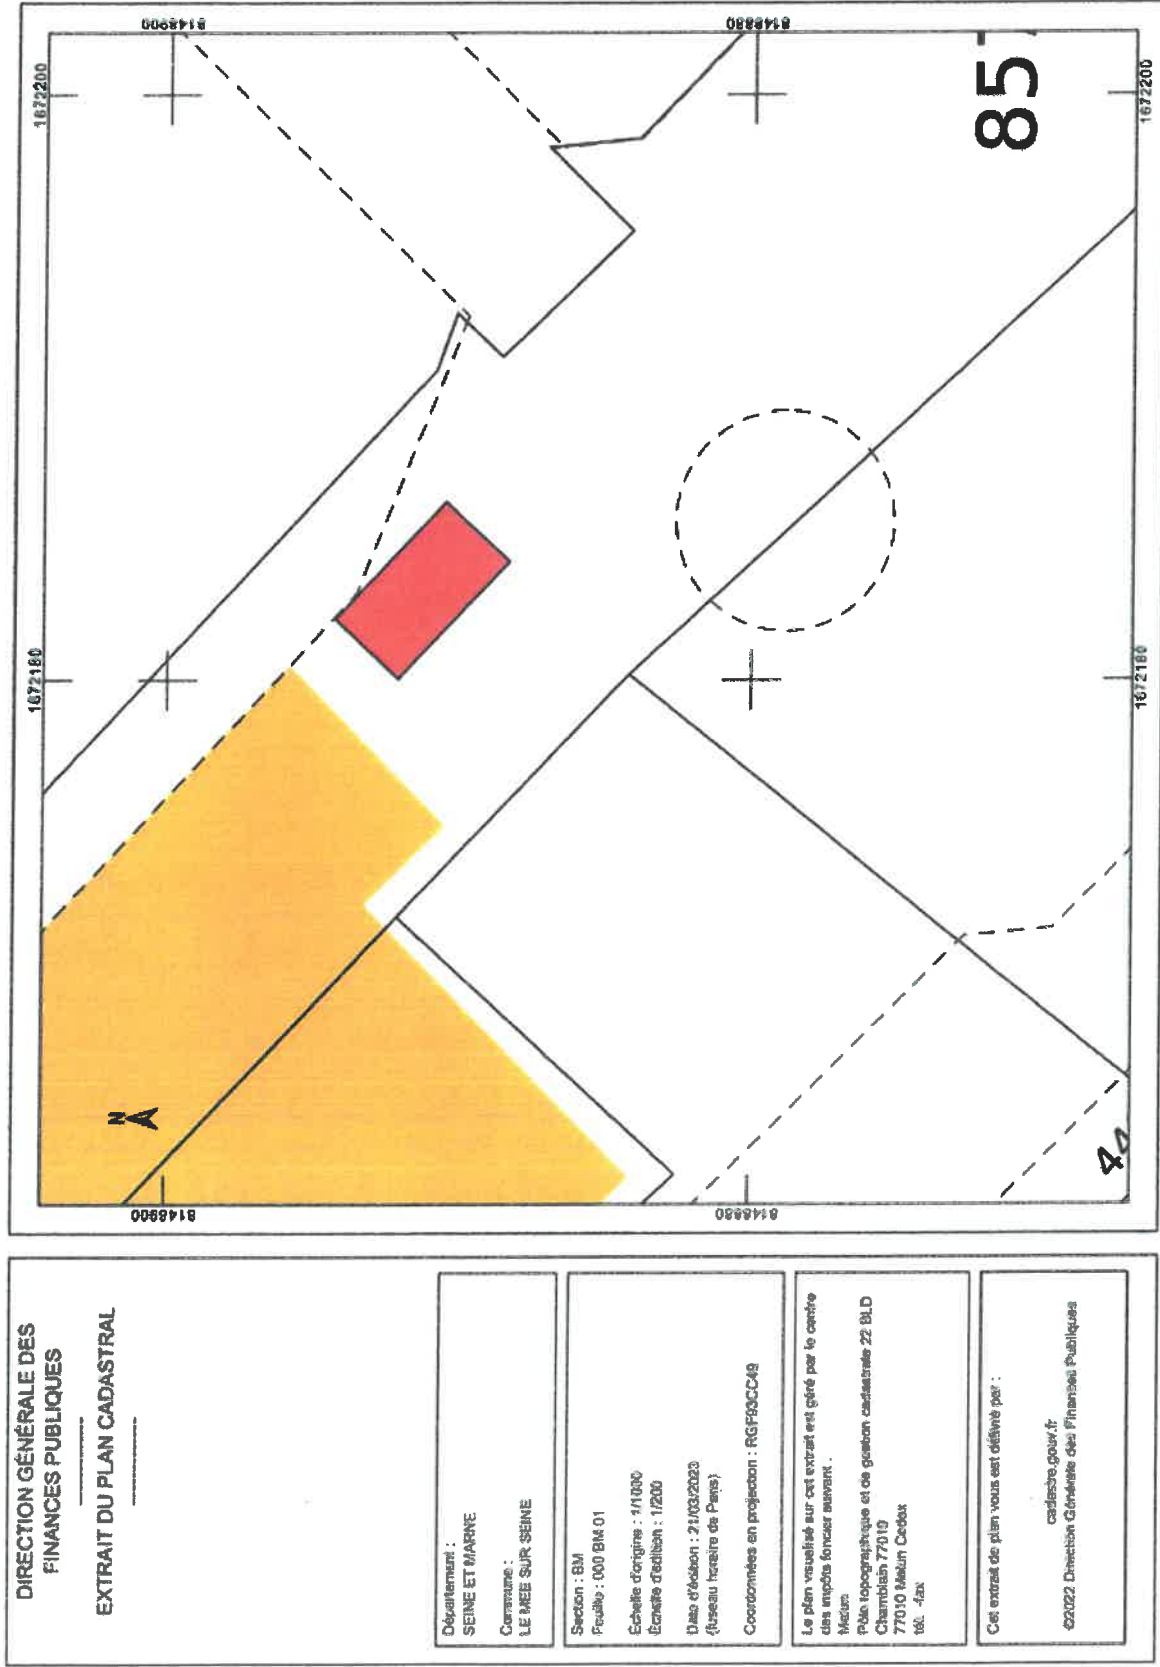 DIRECTION GÉNÉRALE DES
FINANCES PUBLIQUES
EXTRAIT DU PLAN CADASTRAL
Département :
SEINE ET MARNE
Commune :
LE MEE SUR SEINE
Section : BM
Feuille : 000 BM 01
Échelle d'origine : 1/1000
Échelle d'édition : 1/200
Date d'édition : 21/03/2023
(fuseau horaire de Paris)
Coordonnées en projection : RGF93CC49
Le plan visualisé sur cet extrait est géré par le centre
des impôts foncier suivant :
Melun
Pôle topographique et de gestion cadastrale 22 BLD
Chamblain 77010
77010 Melun Cedex
tél. -fax
Cet extrait de plan vous est délivré par :
cadastre.gouv.fr
©2022 Direction Générale des Finances Publiques
1672180
1672200
8148900
8148900
N
857
8148880
8148880
44
1672180
1672200